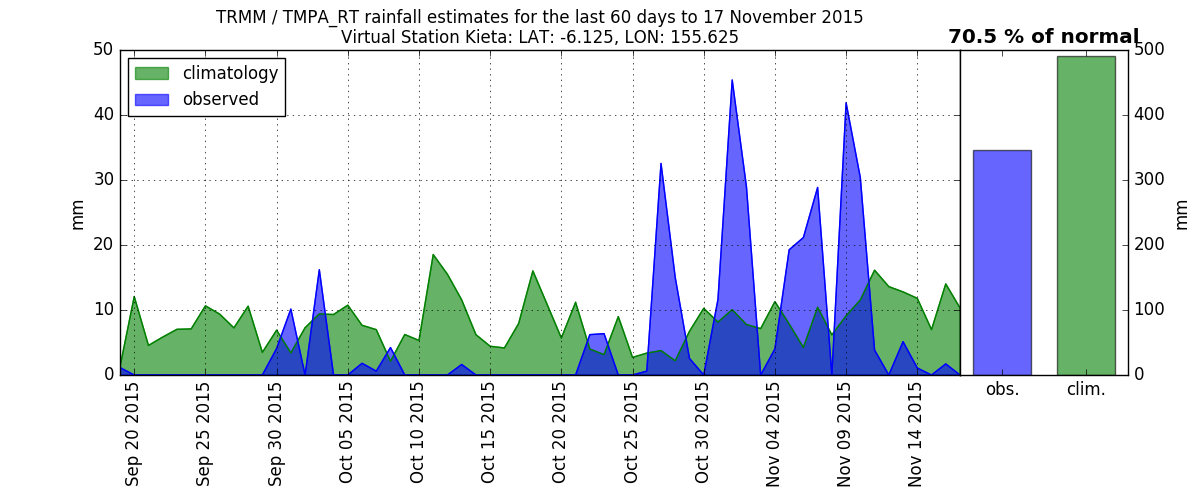 TRMM / TMPA_RT rainfall estimates for the last 60 days to 17 November 2015
Virtual Station Kieta: LAT: -6.125, LON: 155.625
70.5 % of normal
climatology
observed
mm
50
40
30
20
10
0
Sep 20 2015
Sep 25 2015
Sep 30 2015
Oct 05 2015
Oct 10 2015
Oct 15 2015
Oct 20 2015
Oct 25 2015
Oct 30 2015
Nov 04 2015
Nov 09 2015
Nov 14 2015
obs.
clim.
500
400
300
200
100
0
mm